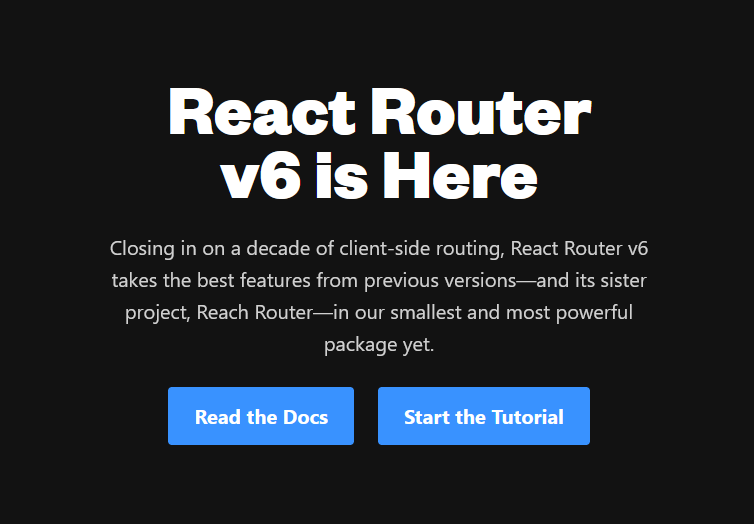 React Router
v6 is Here
Closing in on a decade of client-side routing, React Router v6
takes the best features from previous versions—and its sister
project, Reach Router—in our smallest and most powerful
package yet.
Read the Docs
Start the Tutorial